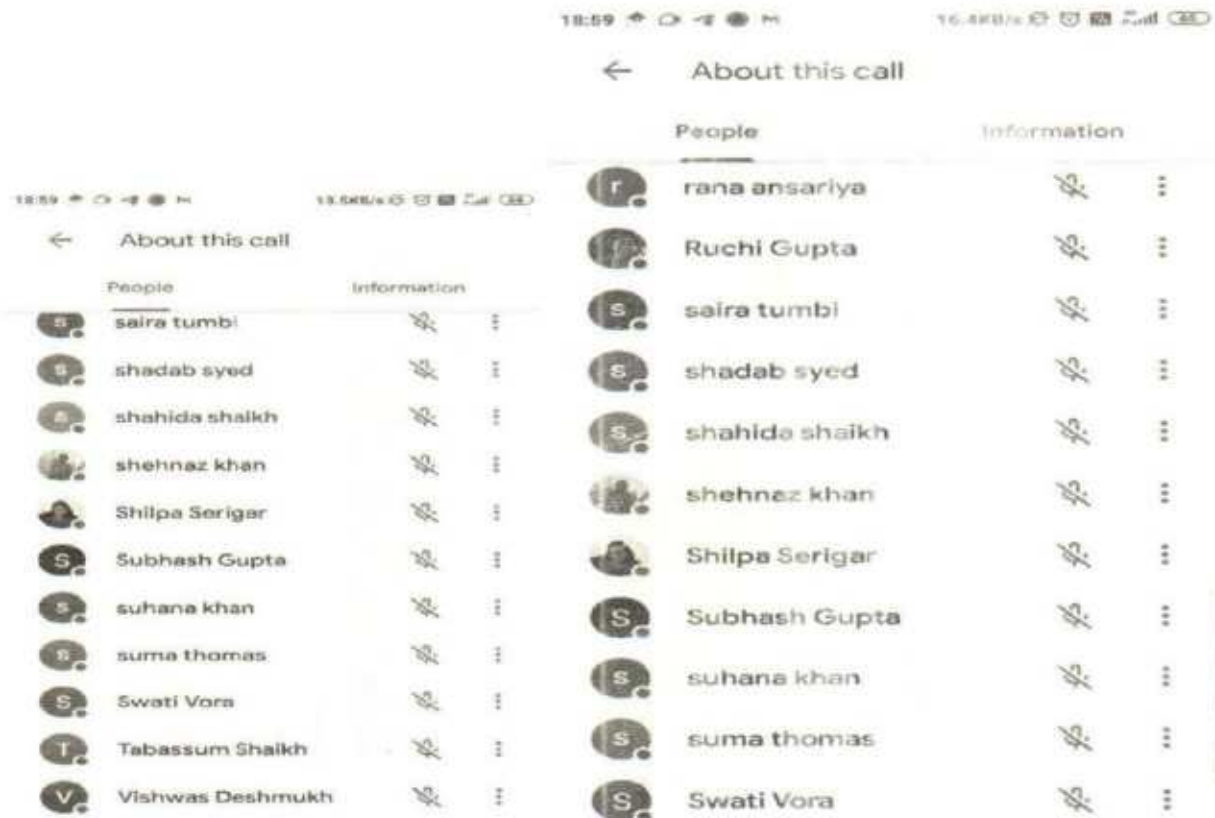 18:59
About this call
People Information
saira tumbi
shadab syed
shahida shaikh
shehnaz khan
Shilpa Serigar
Subhash Gupta
suhana khan
suma thomas
Swati Vora
Tabassum Shaikh
Vishwas Deshmukh
18:59 16.4KB/s
About this call
People Information
rana ansariya
Ruchi Gupta
saira tumbi
shadab syed
shahida shaikh
shehnaz khan
Shilpa Serigar
Subhash Gupta
suhana khan
suma thomas
Swati Vora